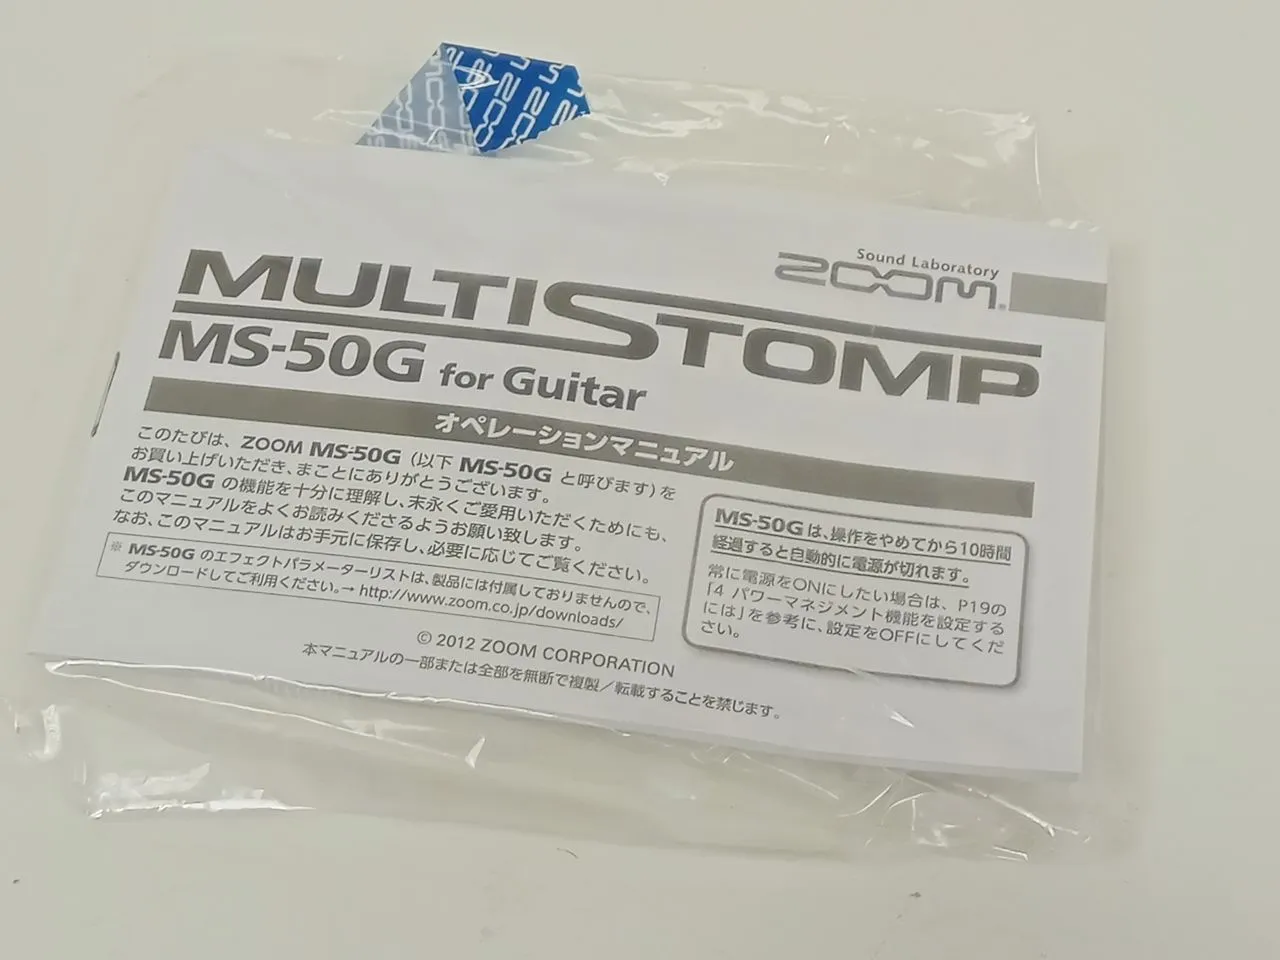 Sound Laboratory
ZOOM
MULTISTOMP
MS-50G for Guitar
オペレーションマニュアル
このたびは、ZOOM MS-50G (以下 MS-50G と呼びます) を
お買い上げいただき、まことにありがとうございます。
MS-50G の機能を十分に理解し、末永くご愛用いただくためにも、
このマニュアルをよくお読みくださるようお願い致します。
なお、このマニュアルはお手元に保存し、必要に応じてご覧ください。
※ MS-50G のエフェクトパラメーターリストは、製品には付属しておりませんので、
ダウンロードしてご利用ください。→ http://www.zoom.co.jp/downloads/
MS-50G は、操作をやめてから10時間
経過すると自動的に電源が切れます。
常に電源をONにしたい場合は、P19の
「4 パワーマネジメント機能を設定する
には」を参考に、設定をOFFにしてくだ
さい。
© 2012 ZOOM CORPORATION
本マニュアルの一部または全部を無断で複製／転載することを禁じます。